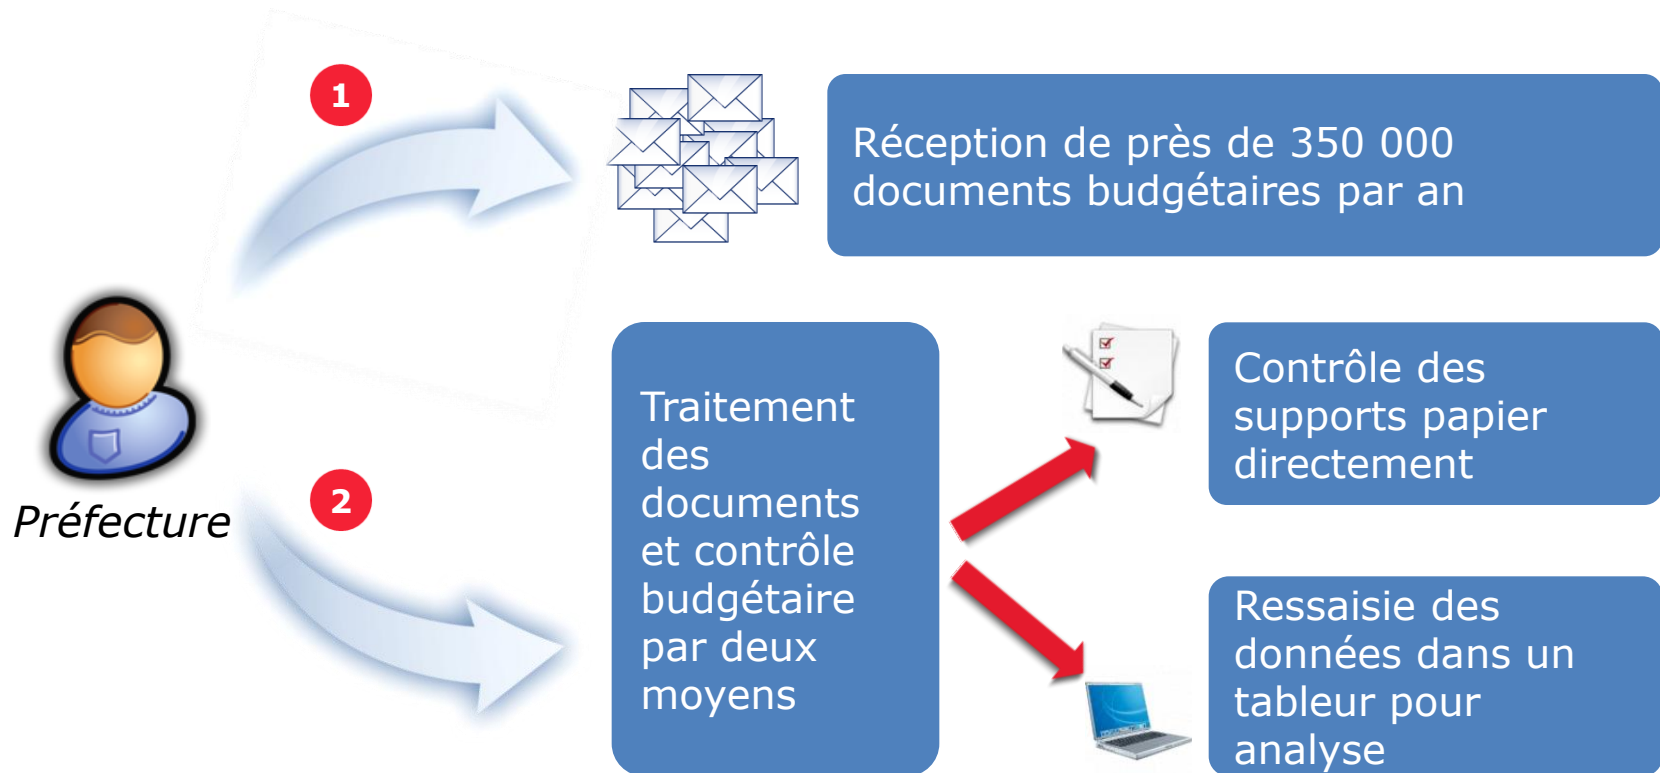 1
Réception de près de 350 000
documents budgétaires par an
Préfecture
2
Traitement
des
documents
et contrôle
budgétaire
par deux
moyens
Contrôle des
supports papier
directement
Ressaisie des
données dans un
tableur pour
analyse